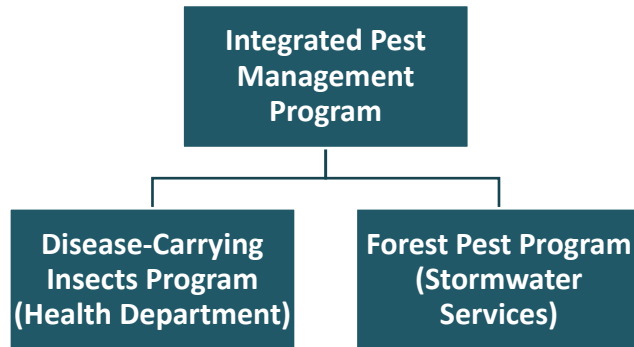 Integrated Pest
Management
Program
Disease-Carrying
Insects Program
(Health Department)
Forest Pest Program
(Stormwater
Services)